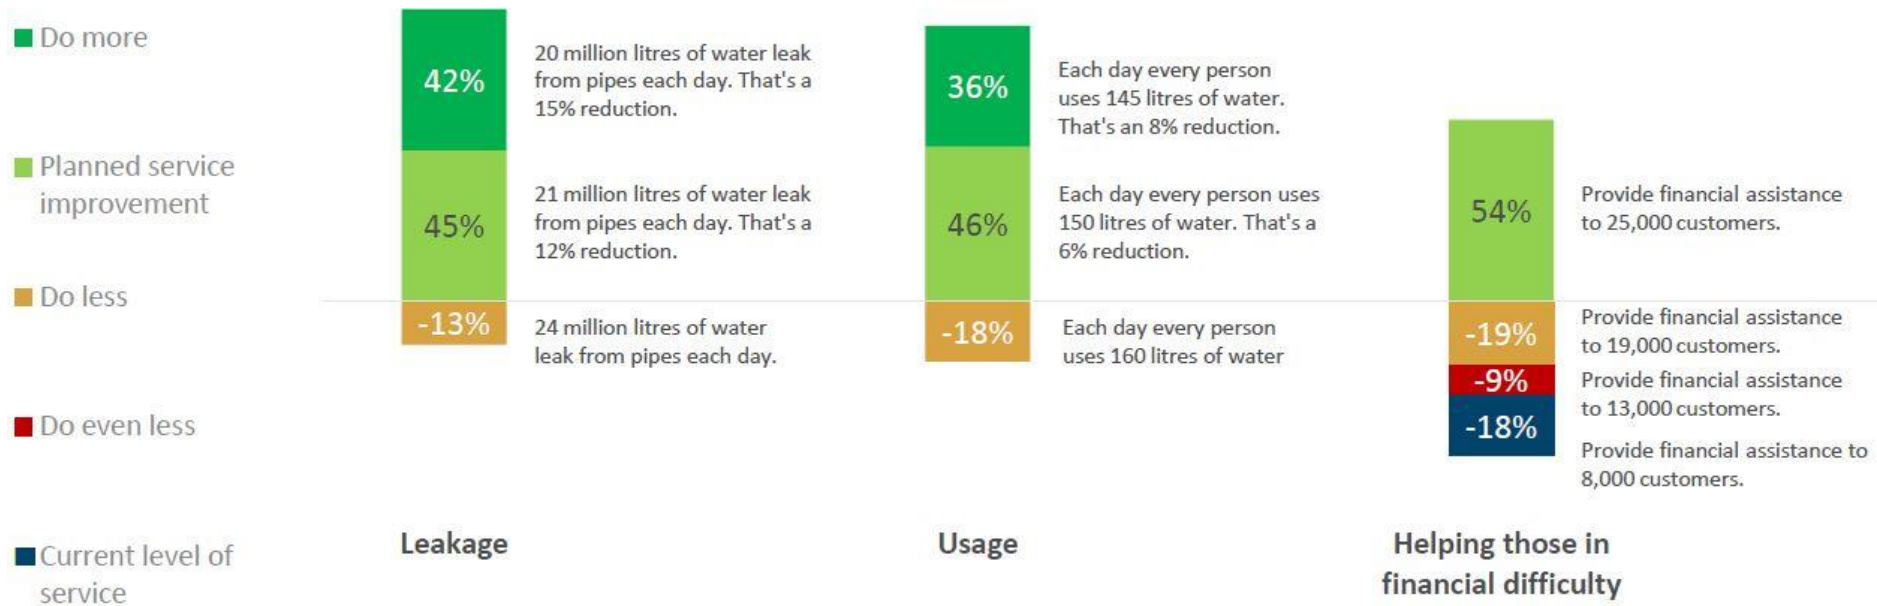 Do more
Planned service
improvement
Do less
Do even less
Current level of
service
42%
20 million litres of water leak
from pipes each day. That's a
15% reduction.
45%
21 million litres of water leak
from pipes each day. That's a
12% reduction.
-13%
24 million litres of water
leak from pipes each day.
Leakage
36%
Each day every person
uses 145 litres of water.
That's an 8% reduction.
46%
Each day every person uses
150 litres of water. That's a
6% reduction.
-18%
Each day every person
uses 160 litres of water
Usage
54%
Provide financial assistance
to 25,000 customers.
-19%
Provide financial assistance
to 19,000 customers.
-9%
Provide financial assistance
to 13,000 customers.
-18%
Provide financial assistance to
8,000 customers.
Helping those in
financial difficulty